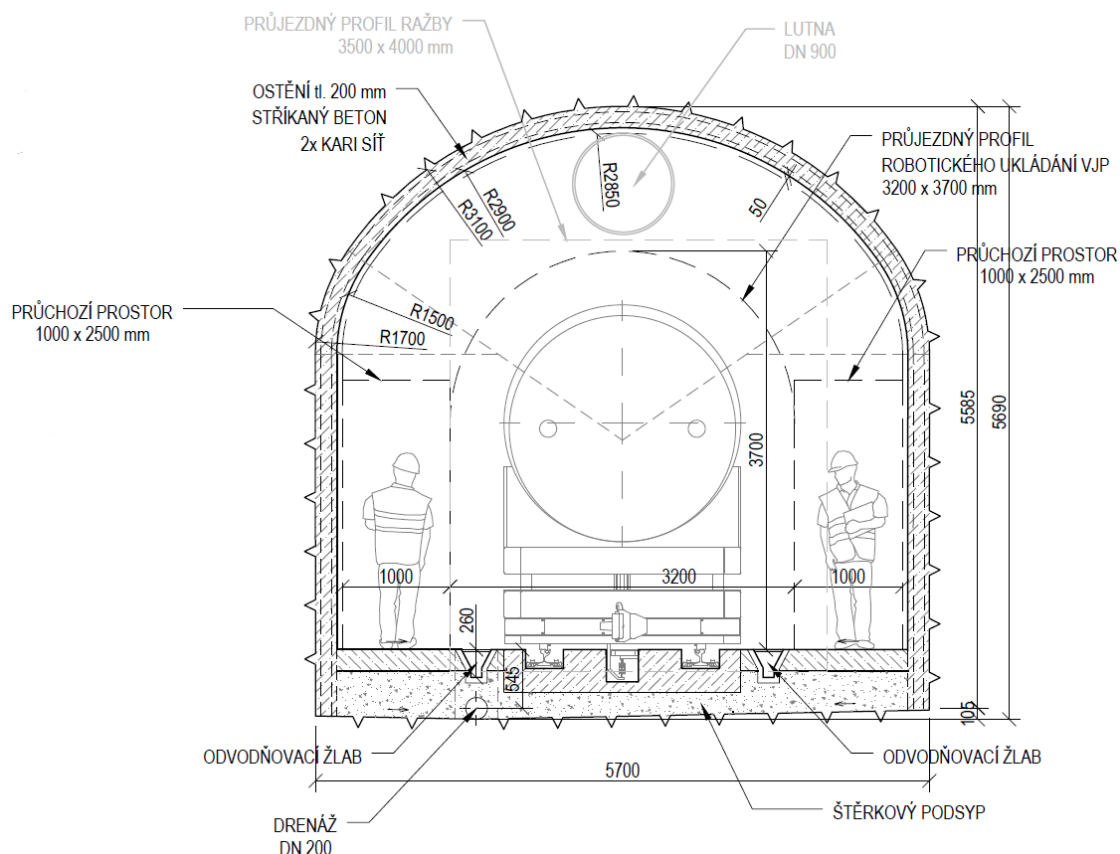 PRŮJEZDNÝ PROFIL RAŽBY
3500 x 4000 mm
LUTNA
DN 900
OSTĚNÍ tl. 200 mm
STŘÍKANÝ BETON
2x KARI SÍŤ
PRŮJEZDNÝ PROFIL
ROBOTICKÉHO UKLÁDÁNÍ VJP
3200 x 3700 mm
R2850
R2900
R3100
50
PRŮCHOZÍ PROSTOR
1000 x 2500 mm
PRŮCHOZÍ PROSTOR
1000 x 2500 mm
R1500
R1700
5585
5690
3700
1000
3200
1000
260
545
105
ODVODŇOVACÍ ŽLAB
ODVODŇOVACÍ ŽLAB
5700
ŠTĚRKOVÝ PODSYP
DRENÁŽ
DN 200